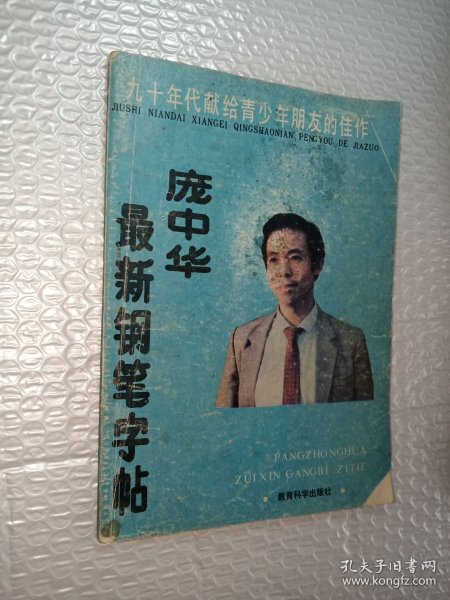 九十年代献给青少年朋友的佳作
JIUSHI NIANDAI XIANGEI QINGSHAONIAN PENGYOU DE JIAZUO
庞中华
最新钢笔字帖
PANGZHONGHUA
ZUIXIN GANGBI ZITIE
·教育科学出版社·
孔夫子旧书网
www.kongfz.com